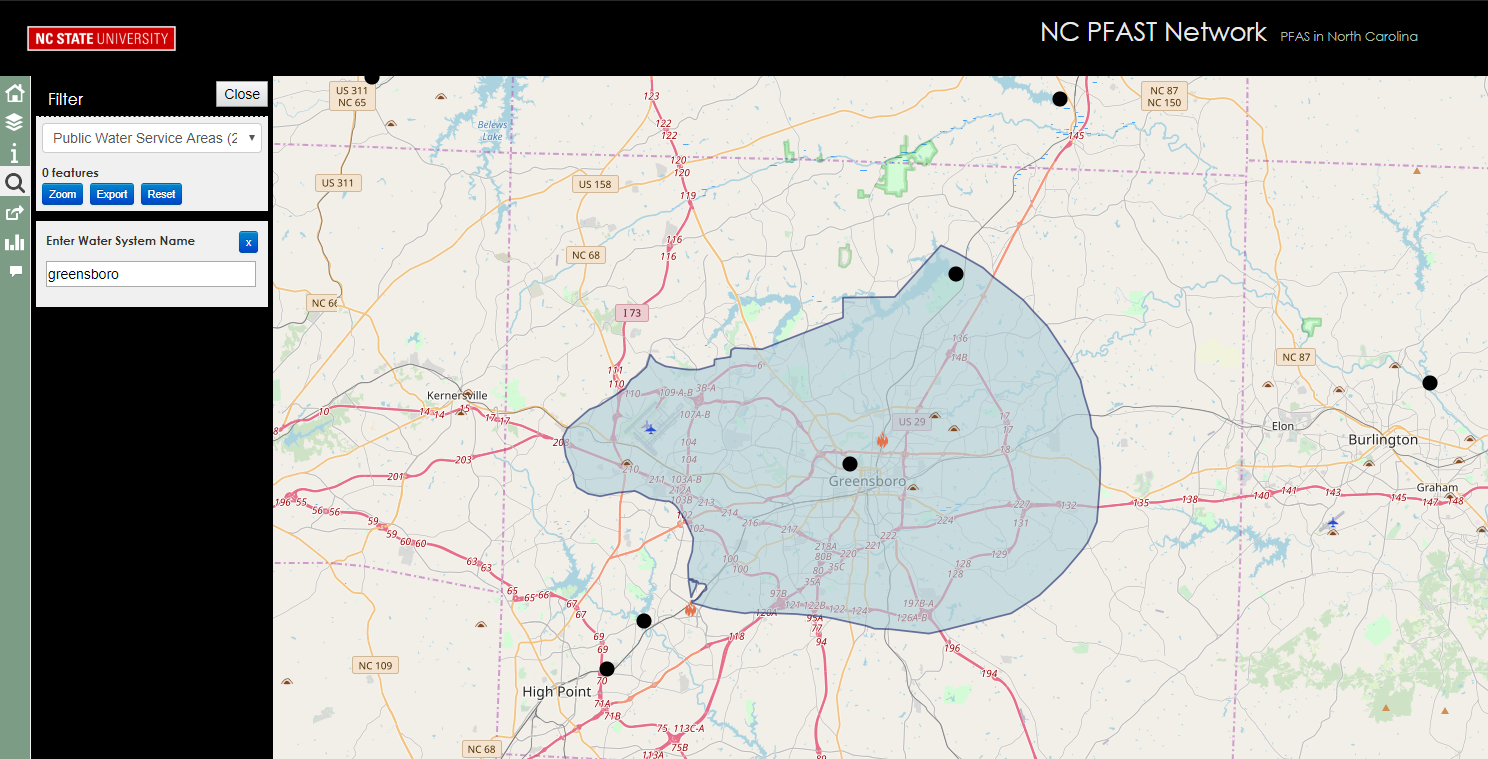 NC STATE UNIVERSITY
NC PFAST Network PFAS in North Carolina
Filter
Close
Public Water Service Areas (2
0 features
Zoom Export Reset
Enter Water System Name
x
greensboro
US 311
NC 65
123
NC 87
NC 150
Belews
Lake
122
122
145
120
120
US 311
US 158
119
116
116
NC 68
NC 66
I 73
136
14B
NC 87
111
110
6
110
109-A-B
3B-A
Kernersville
107A-B
10
14
14
15
17
17
8
17
17
18
US 29
Elon
Burlington
208
104
104
203
210
201
211
103A-B
212A
103B
213
Greensboro
Graham
196
55
56
56
59
59
60
60
63
63
102
102
214
216
217
218A
80B
220
221
222
224
227
131
132
135
138
140
141
143
145
147
148
100
100
80
35C
35A
129
128
128
65
65
66
67
67
97B
121
122B
122
124
197B-A
126A-B
120A
95A
77
94
118
196
194
69
69
NC 109
70
High Point
71A
71B
75
113C-A
75B
113A
NC 68
89